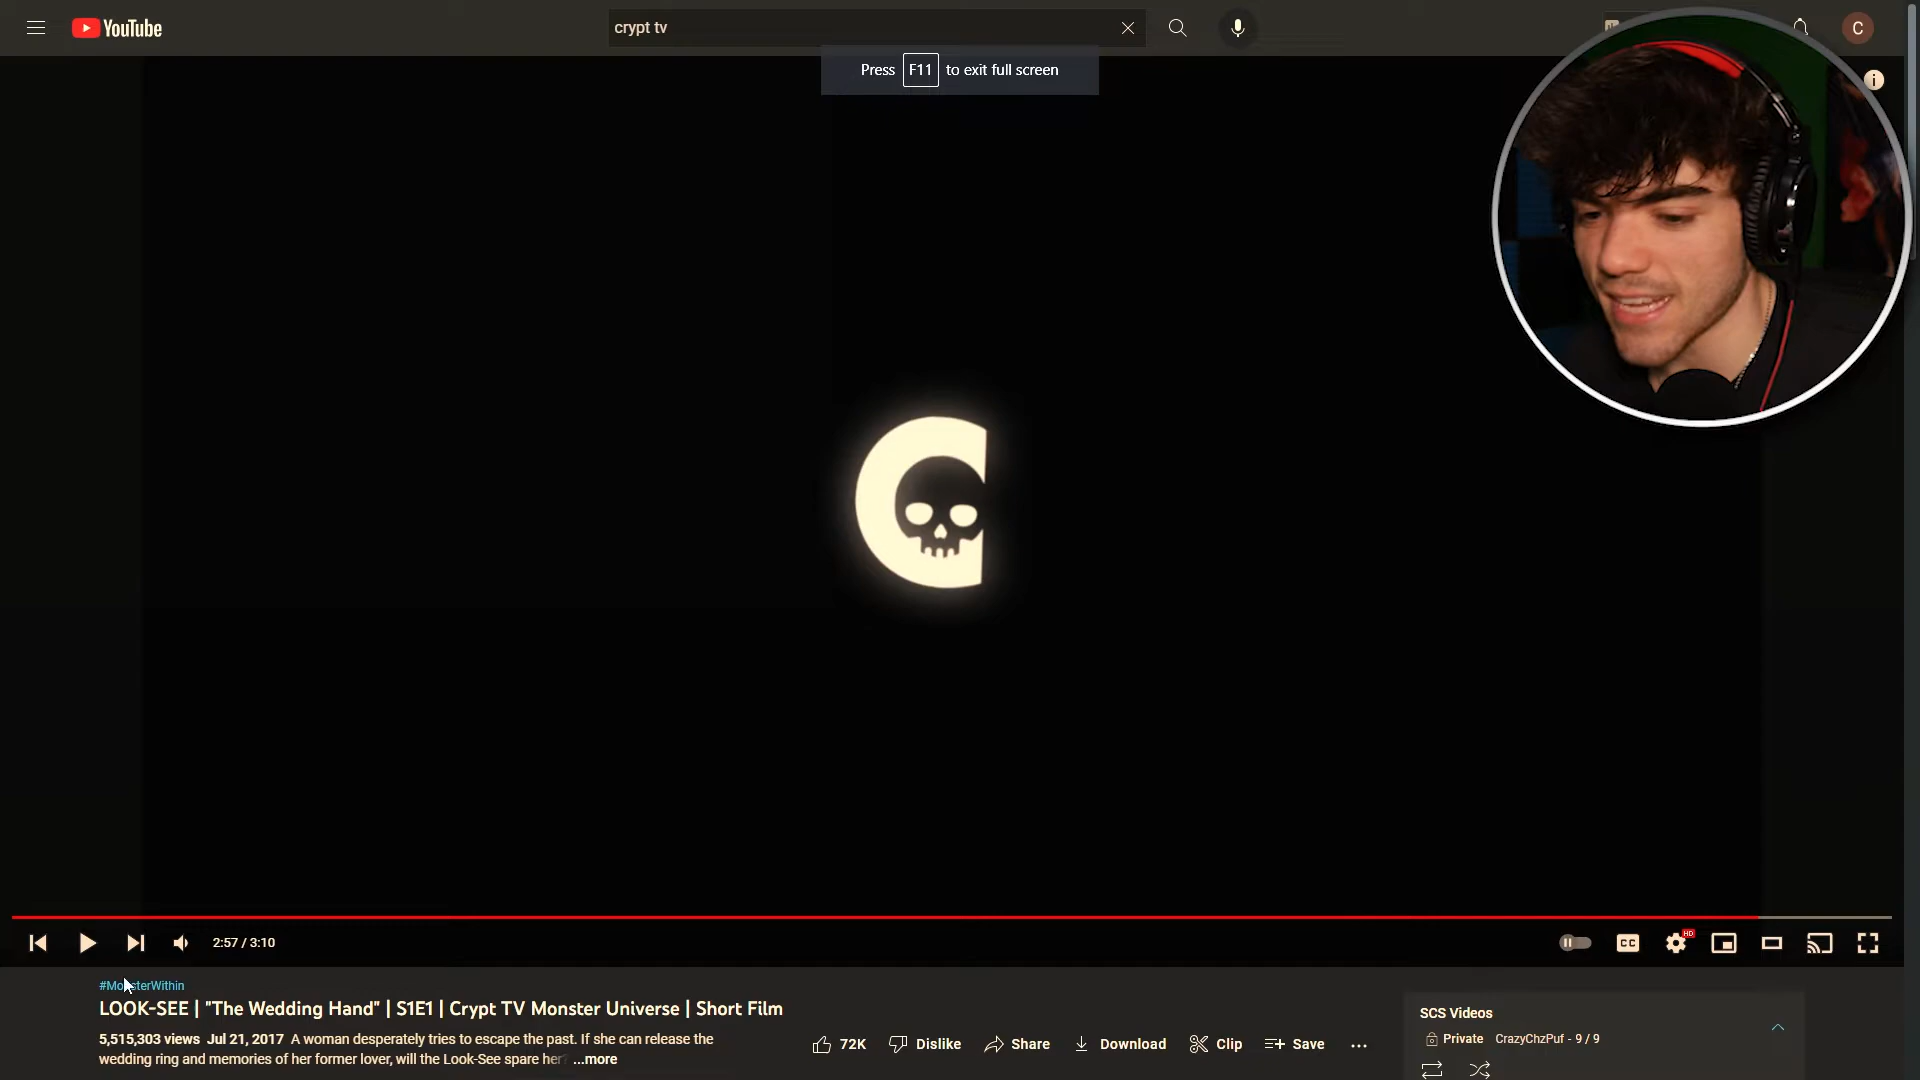 YouTube
crypt tv
C
Press F11 to exit full screen
i
C
HD
CC
2:57 / 3:10
LOOK-SEE | "The Wedding Hand" | S1E1 | Crypt TV Monster Universe | Short Film
5,515,303 views Jul 21, 2017 A woman desperately tries to escape the past. If she can release the
wedding ring and memories of her former lover, will the Look-See spare her? ...more
72K Dislike Share Download Clip Save
SCS Videos
Private CrazyChzPuf - 9 / 9